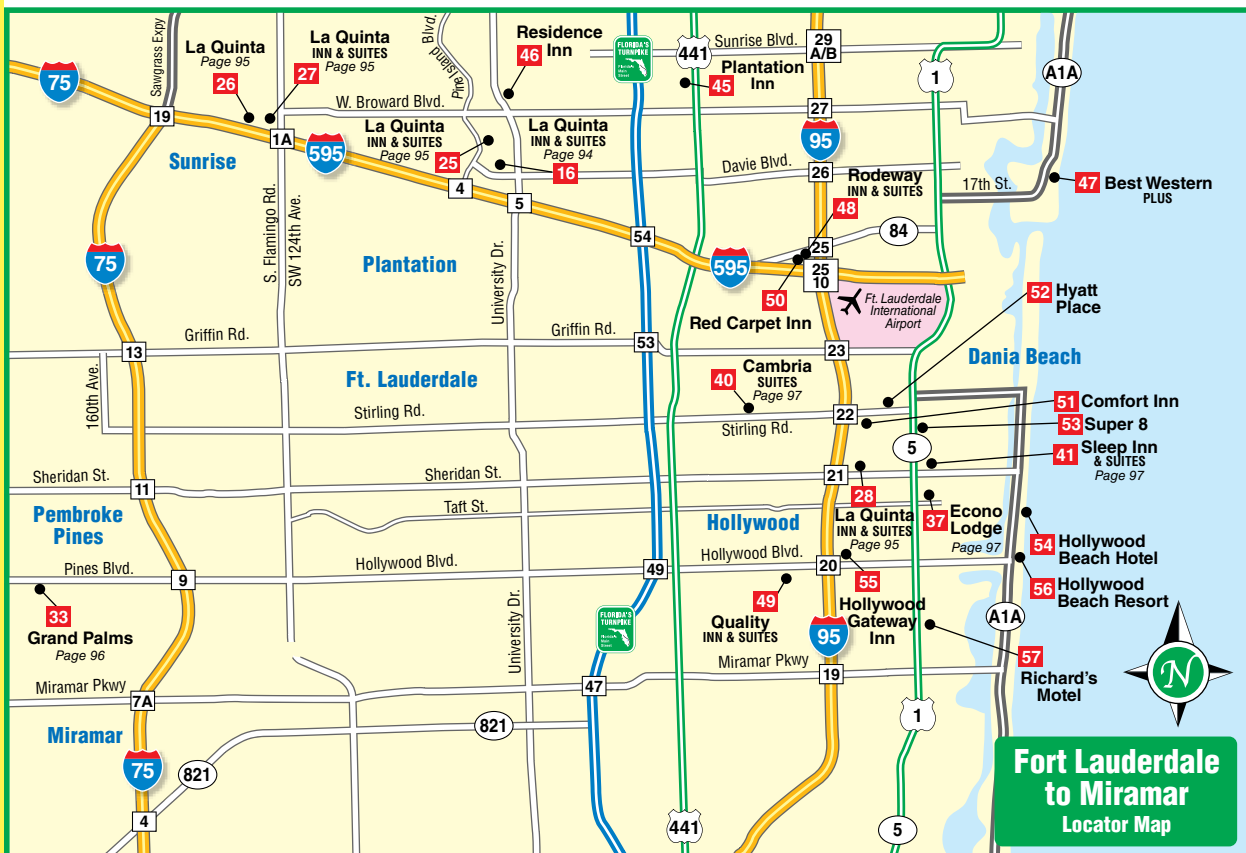 Sawgrass Expy
La Quinta
Page 95
26
La Quinta
INN & SUITES
Page 95
27
Blvd.
Pine Island
Residence
Inn
46
FLORIDA'S
TURNPIKE
441
Sunrise Blvd.
29
A/B
Plantation
Inn
45
1
A1A
75
19
W. Broward Blvd.
27
1A
595
Sunrise
La Quinta
INN & SUITES
Page 95
25
La Quinta
INN & SUITES
Page 94
16
95
Davie Blvd.
26
Rodeway
INN & SUITES
48
17th St.
47
Best Western
PLUS
4
5
54
84
25
S. Flamingo Rd.
SW 124th Ave.
University Dr.
75
Plantation
595
25
10
50
Red Carpet Inn
Ft. Lauderdale
International
Airport
52
Hyatt
Place
Griffin Rd.
Griffin Rd.
13
53
23
Dania Beach
160th Ave.
Ft. Lauderdale
40
Cambria
SUITES
Page 97
Stirling Rd.
Stirling Rd.
22
51
Comfort Inn
53
Super 8
5
41
Sleep Inn
& SUITES
Page 97
Sheridan St.
Sheridan St.
11
21
28
La Quinta
INN & SUITES
Page 95
Taft St.
37
Econo
Lodge
Page 97
Pembroke
Pines
Hollywood
54
Hollywood
Beach Hotel
Pines Blvd.
9
Hollywood Blvd.
49
Hollywood Blvd.
20
55
Hollywood
Gateway
Inn
56
Hollywood
Beach Resort
33
Grand Palms
Page 96
49
Quality
INN & SUITES
University Dr.
FLORIDA'S
TURNPIKE
95
A1A
57
Richard's
Motel
N
Miramar Pkwy
7A
47
Miramar Pkwy
19
Miramar
821
1
75
821
4
441
5
Fort Lauderdale
to Miramar
Locator Map